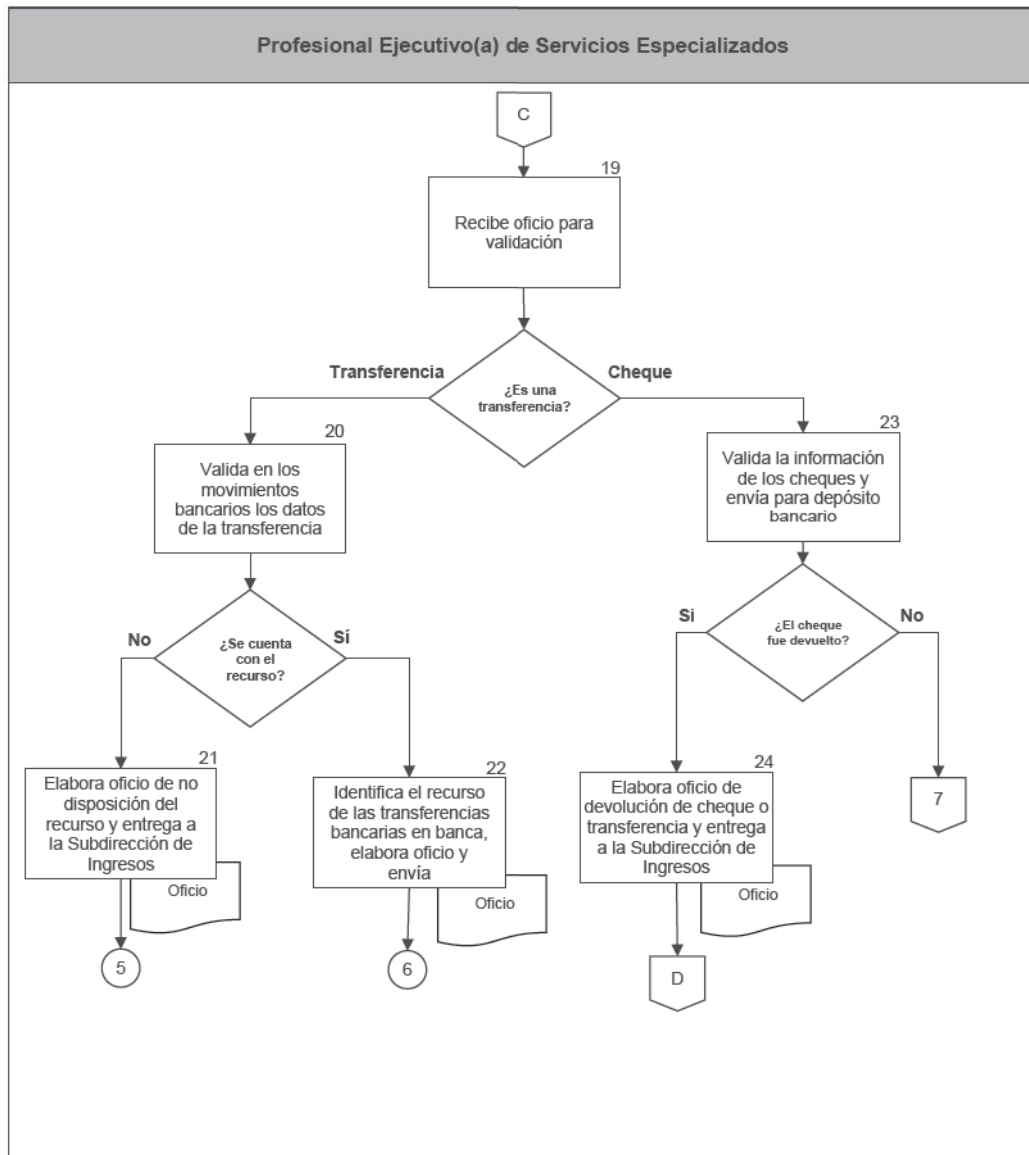 Profesional Ejecutivo(a) de Servicios Especializados
C
19
Recibe oficio para
validación
Transferencia
¿Es una
transferencia?
Cheque
20
Valida en los
movimientos
bancarios los datos
de la transferencia
23
Valida la información
de los cheques y
envía para depósito
bancario
No
¿Se cuenta
con el
recurso?
Sí
Si
¿El cheque
fue devuelto?
No
21
Elabora oficio de no
disposición del
recurso y entrega a
la Subdirección de
Ingresos
Oficio
22
Identifica el recurso
de las transferencias
bancarias en banca,
elabora oficio y
envía
Oficio
24
Elabora oficio de
devolución de cheque o
transferencia y entrega
a la Subdirección de
Ingresos
Oficio
7
5
6
D